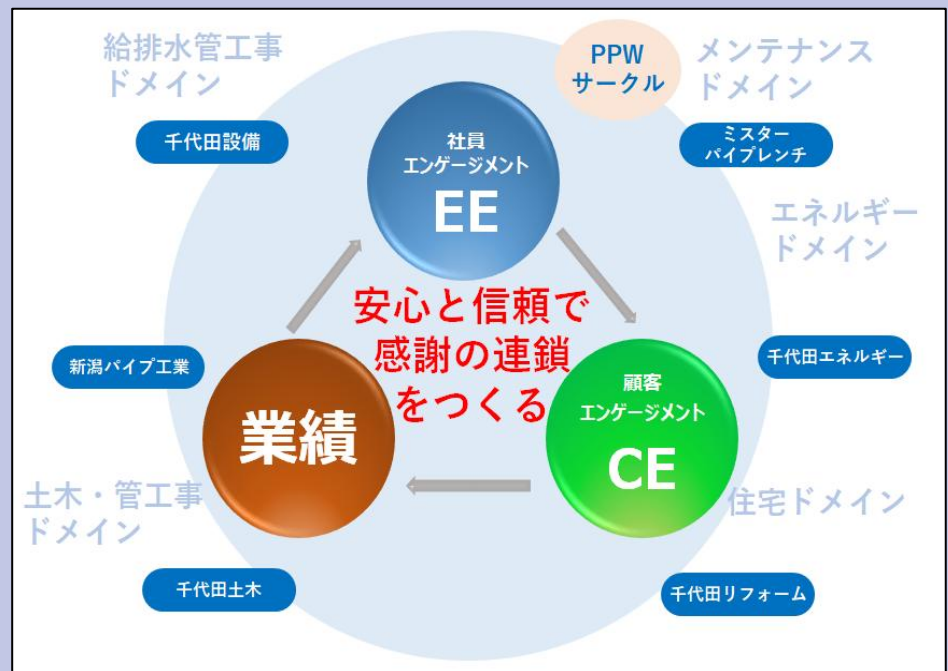 給排水管工事
ドメイン
千代田設備
PPW
サークル
メンテナンス
ドメイン
ミスター
パイプレンチ
社員
エンゲージメント
EE
エネルギー
ドメイン
安心と信頼で
感謝の連鎖
をつくる
新潟パイプ工業
千代田エネルギー
業績
顧客
エンゲージメント
CE
土木・管工事
ドメイン
住宅ドメイン
千代田土木
千代田リフォーム